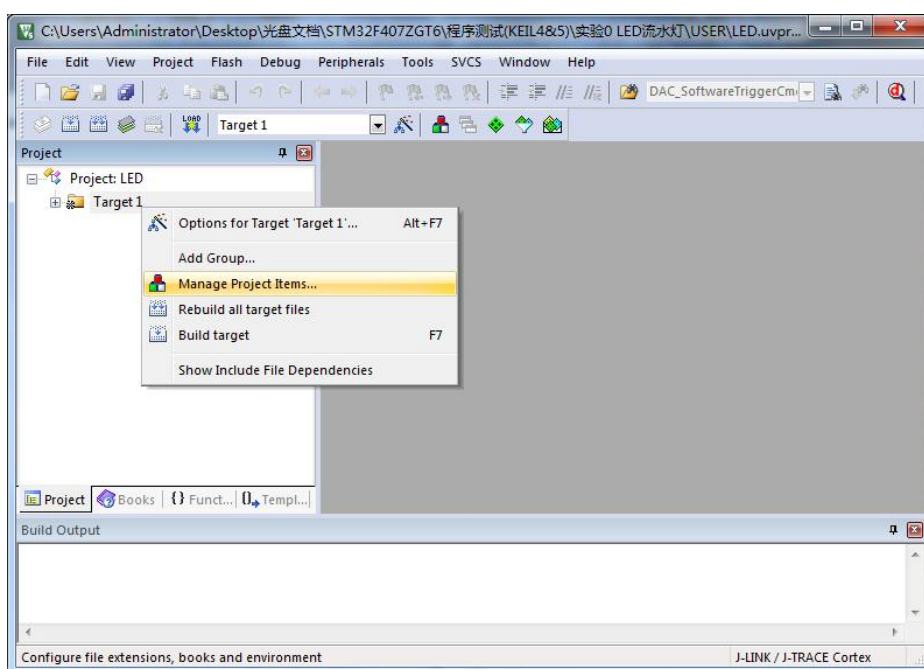 C:\Users\Administrator\Desktop\光盘文档\STM32F407ZGT6\程序测试(KEIL4&5)\实验0 LED流水灯\USER\LED.uvpr...
File Edit View Project Flash Debug Peripherals Tools SVCS Window Help
DAC_SoftwareTriggerCm
LOAD Target 1
Project
Project: LED
Target 1
Options for Target 'Target 1'... Alt+F7
Add Group...
Manage Project Items...
Rebuild all target files
Build target F7
Show Include File Dependencies
Project Books {} Funct... 0 Templ...
Build Output
Configure file extensions, books and environment J-LINK / J-TRACE Cortex